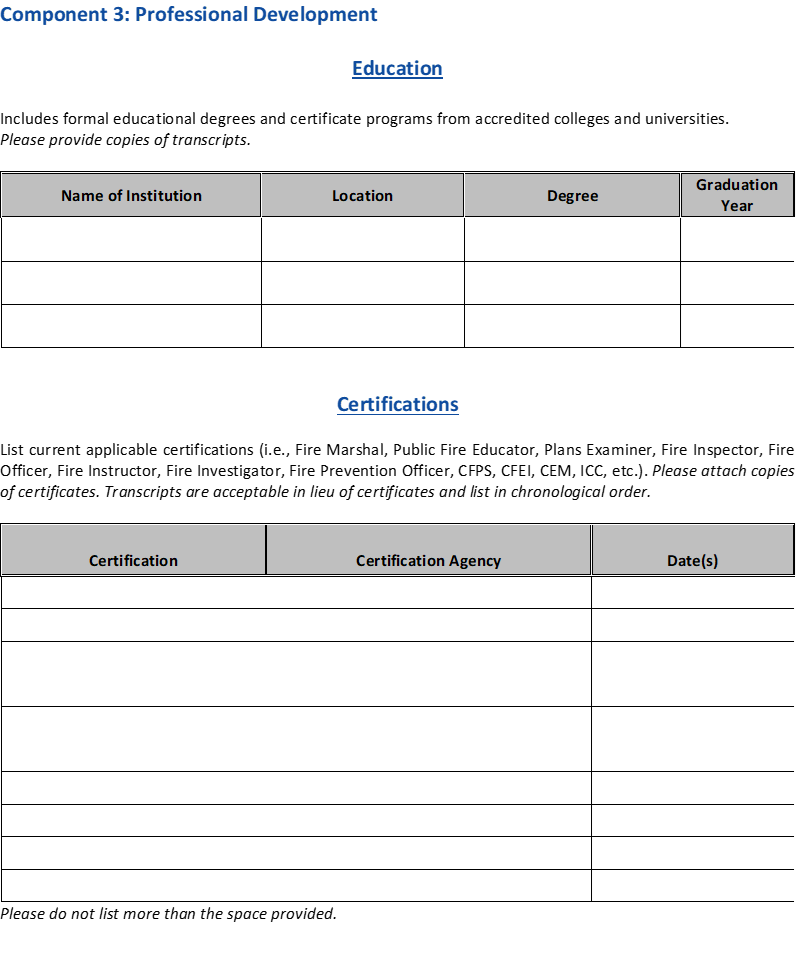 Component 3: Professional Development
Education
Includes formal educational degrees and certificate programs from accredited colleges and universities.
Please provide copies of transcripts.
Name of Institution Location Degree Graduation Year
Certifications
List current applicable certifications (i.e., Fire Marshal, Public Fire Educator, Plans Examiner, Fire Inspector, Fire
Officer, Fire Instructor, Fire Investigator, Fire Prevention Officer, CFPS, CFEI, CEM, ICC, etc.). Please attach copies
of certificates. Transcripts are acceptable in lieu of certificates and list in chronological order.
Certification Certification Agency Date(s)
Please do not list more than the space provided.